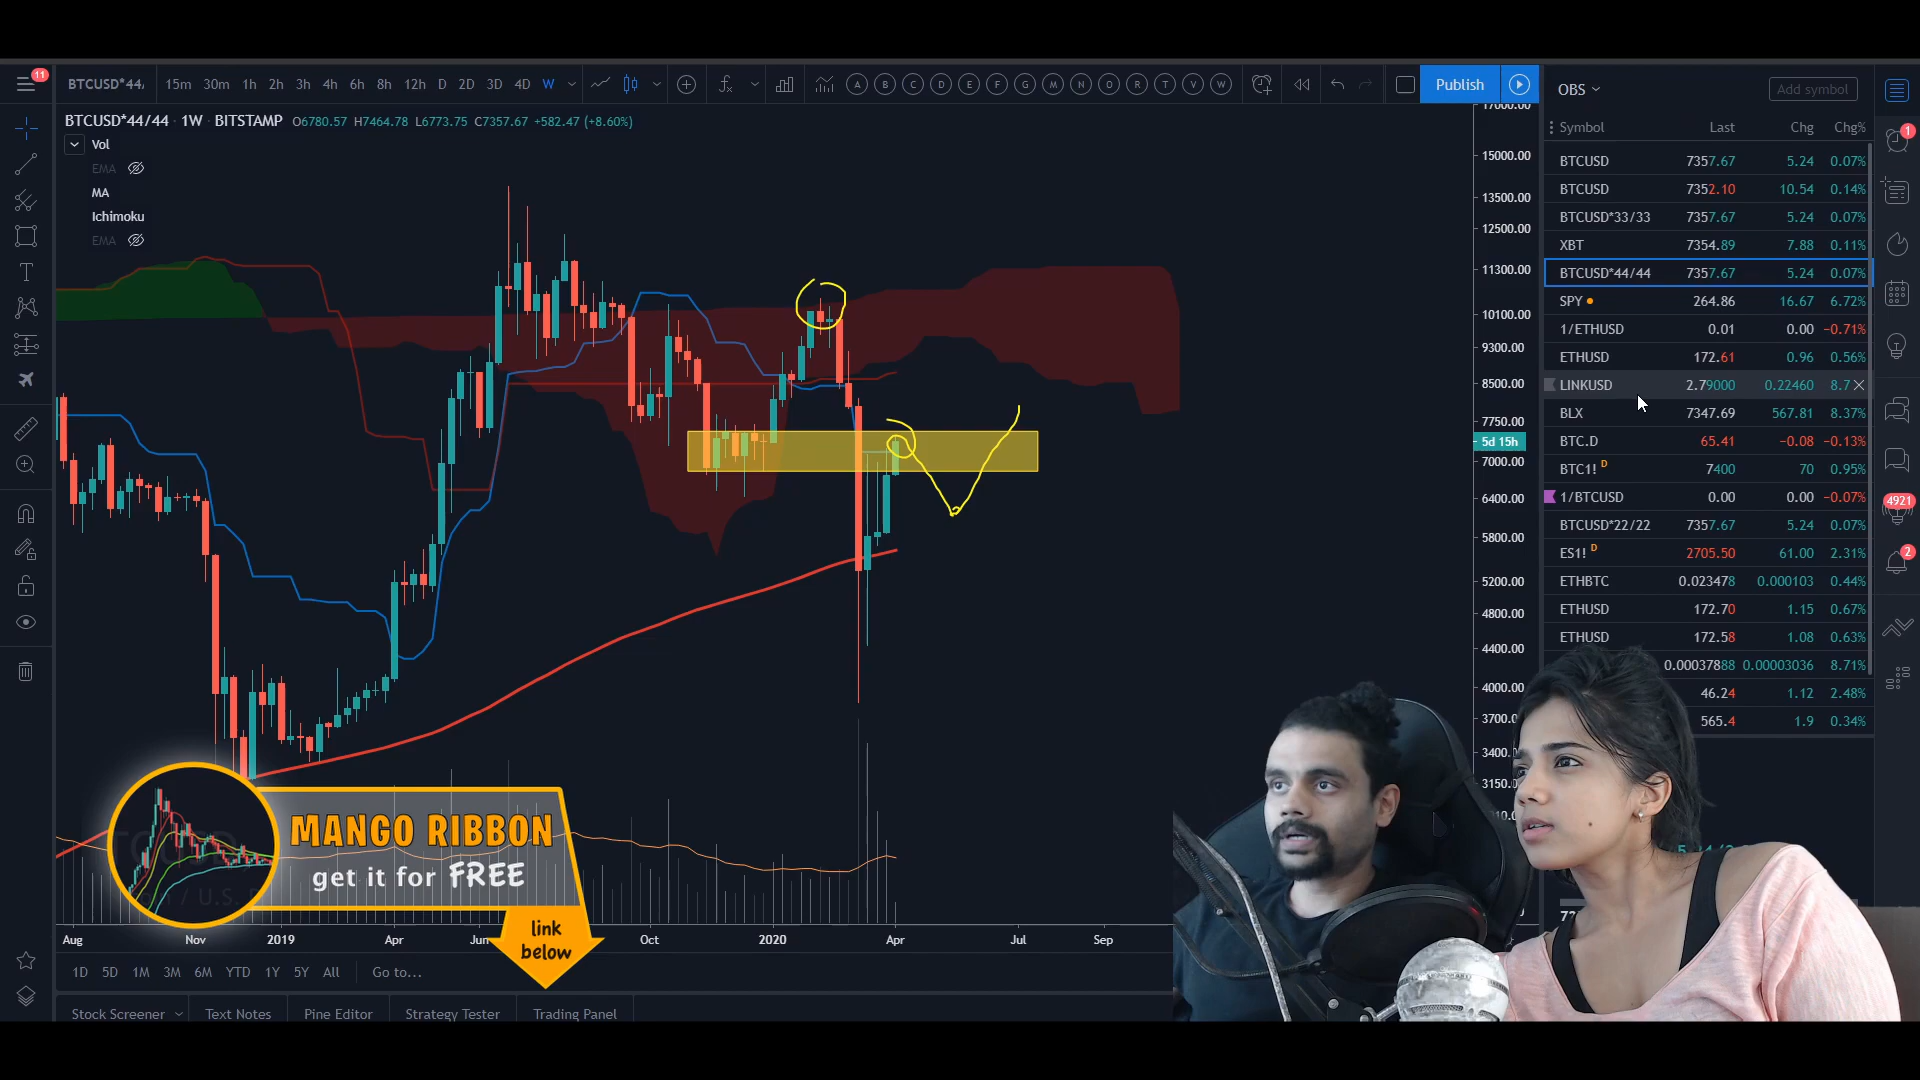 11
BTCUSD*44/
15m 30m 1h 2h 3h 4h 6h 8h 12h D 2D 3D 4D W
A B C D E F G M N O R T V W
Publish
BTCUSD*44/44 · 1W · BITSTAMP O6780.57 H7464.78 L6773.75 C7357.67 +582.47 (+8.60%)
Vol
EMA
MA
Ichimoku
EMA
17000.00
15000.00
13500.00
12500.00
11300.00
10100.00
9300.00
8500.00
7750.00
5d 15h
7000.00
6400.00
5800.00
5200.00
4800.00
4400.00
4000.00
3700.0
3400.0
3150.0
OBS
Add symbol
Symbol Last Chg Chg%
BTCUSD 7357.67 5.24 0.07%
BTCUSD 7352.10 10.54 0.14%
BTCUSD*33/33 7357.67 5.24 0.07%
XBT 7354.89 7.88 0.11%
BTCUSD*44/44 7357.67 5.24 0.07%
SPY 264.86 16.67 6.72%
1/ETHUSD 0.01 0.00 −0.71%
ETHUSD 172.61 0.96 0.56%
LINKUSD 2.79000 0.22460 8.7
BLX 7347.69 567.81 8.37%
BTC.D 65.41 −0.08 −0.13%
BTC1! D 7400 70 0.95%
1/BTCUSD 0.00 0.00 −0.07%
BTCUSD*22/22 7357.67 5.24 0.07%
ES1! D 2705.50 61.00 2.31%
ETHBTC 0.023478 0.000103 0.44%
ETHUSD 172.70 1.15 0.67%
ETHUSD 172.58 1.08 0.63%
0.00037888 0.00003036 8.71%
46.24 1.12 2.48%
565.4 1.9 0.34%
1
4921
2
MANGO RIBBON
get it for FREE
link
below
Aug Nov 2019 Apr Jun Oct 2020 Apr Jul Sep
1D 5D 1M 3M 6M YTD 1Y 5Y All Go to...
Stock Screener Text Notes Pine Editor Strategy Tester Trading Panel